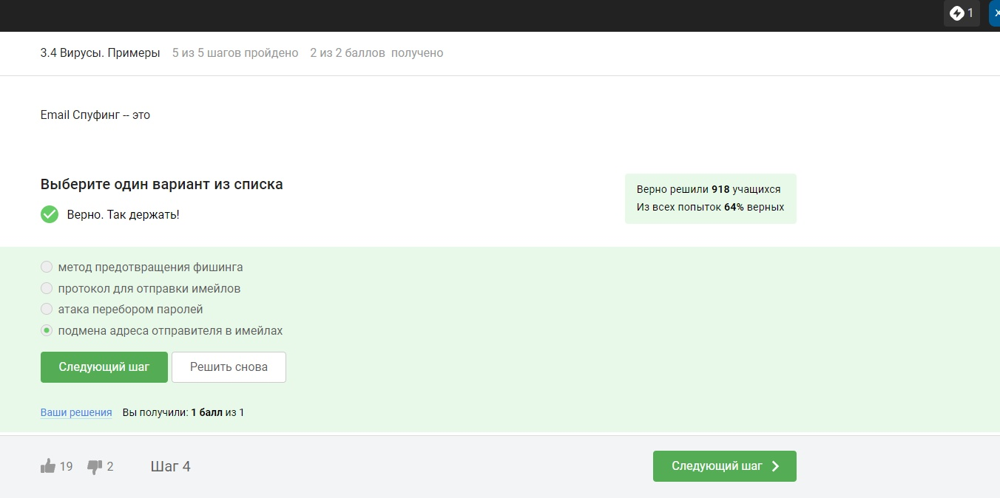 1
3.4 Вирусы. Примеры 5 из 5 шагов пройдено 2 из 2 баллов получено
Email Спуфинг -- это
Выберите один вариант из списка
Верно. Так держать!
Верно решили 918 учащихся
Из всех попыток 64% верных
метод предотвращения фишинга
протокол для отправки имейлов
атака перебором паролей
подмена адреса отправителя в имейлах
Следующий шаг Решить снова
Ваши решения Вы получили: 1 балл из 1
19 2 Шаг 4 Следующий шаг